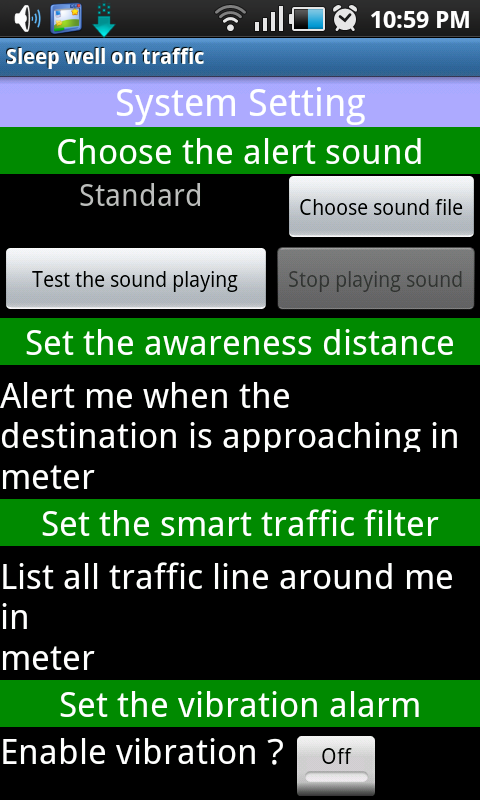 10:59 PM
Sleep well on traffic
System Setting
Choose the alert sound
Standard
Choose sound file
Test the sound playing
Stop playing sound
Set the awareness distance
Alert me when the
destination is approaching in
meter
Set the smart traffic filter
List all traffic line around me
in
meter
Set the vibration alarm
Enable vibration ?
Off